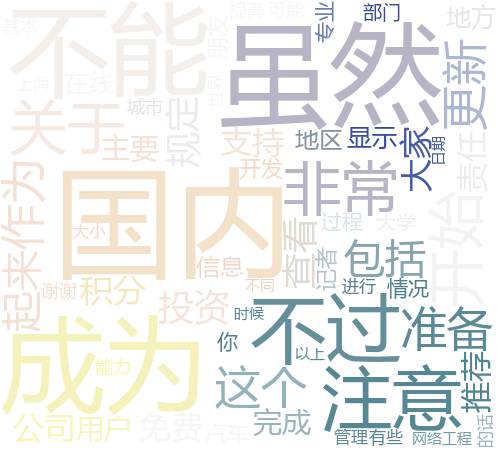 基本
提高 可能
专业
部门
地方
不能
虽然
朋友
上海
在线
世界
城市
更新
关于
规定
主要
支持
地区
显示
大家
日期
责任
开发
非常
起来
作为
国内
大小
开始
过程
大学
查看
信息
记者
包括
谢谢
积分
投资
不同
进行
情况
时候
不过
准备
你
以上
成为
能力
这个
注意
推荐
公司
用户
免费
汽车
完成
管理
有些
网络
工程
的话